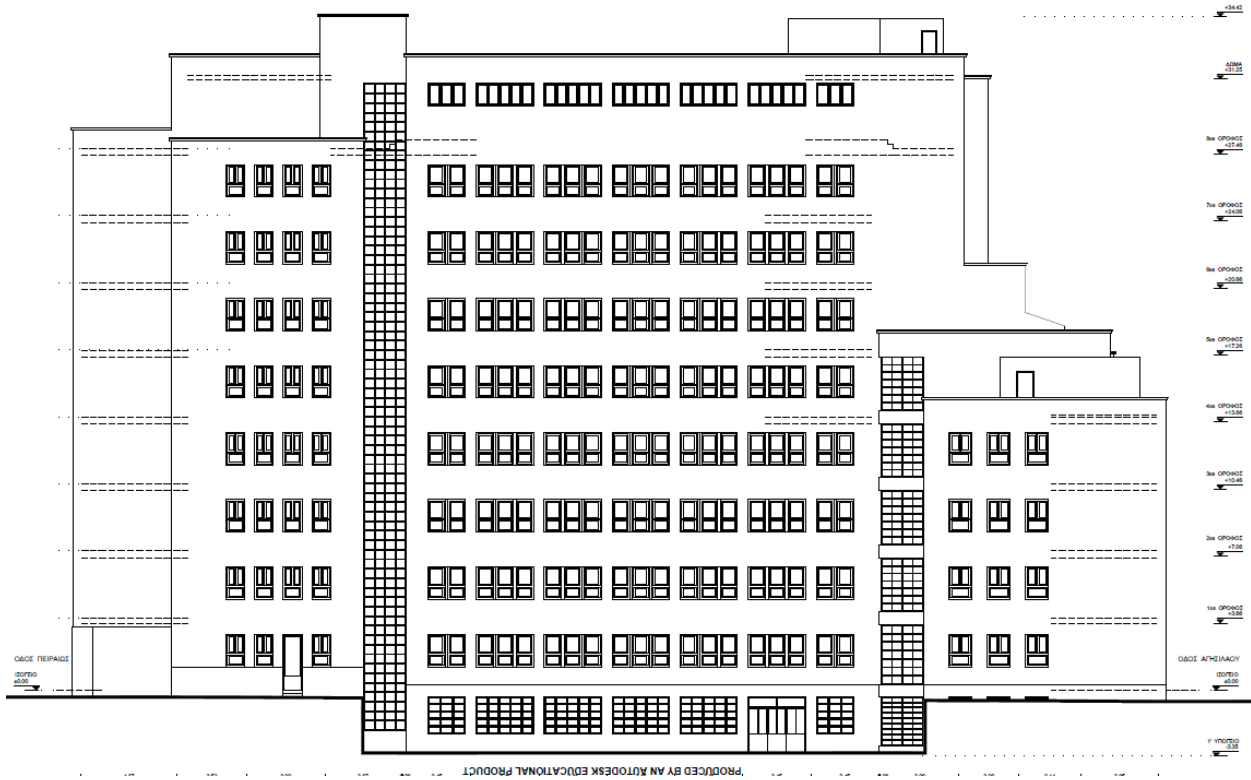 +34.42
ΔΩΜΑ
+31.25
8ος ΟΡΟΦΟΣ
+27.46
7ος ΟΡΟΦΟΣ
+24.06
6ος ΟΡΟΦΟΣ
+20.66
5ος ΟΡΟΦΟΣ
+17.26
4ος ΟΡΟΦΟΣ
+13.86
3ος ΟΡΟΦΟΣ
+10.46
2ος ΟΡΟΦΟΣ
+7.06
1ος ΟΡΟΦΟΣ
+3.66
ΟΔΟΣ ΠΕΙΡΑΙΩΣ
ΙΣΟΓΕΙΟ
±0.00
ΟΔΟΣ ΑΓΗΣΙΛΑΟΥ
ΙΣΟΓΕΙΟ
±0.00
Υ' ΥΠΟΓΕΙΟ
-3.35
PRODUCED BY AN AUTODESK EDUCATIONAL PRODUCT